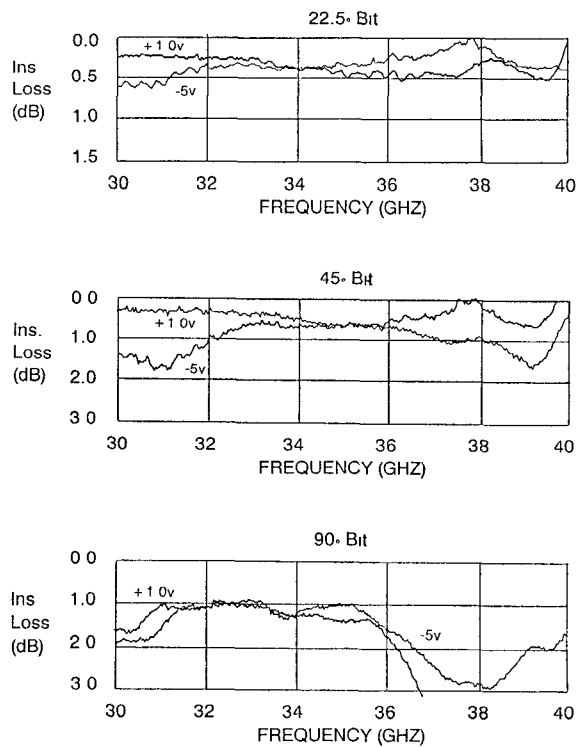 22.5° Bit
Ins
Loss
(dB)
0.0
0.5
1.0
1.5
+1 0v
-5v
30 32 34 36 38 40
FREQUENCY (GHZ)
45° Bit
Ins.
Loss
(dB)
0 0
1.0
2.0
3 0
+1 0v
-5v
30 32 34 36 38 40
FREQUENCY (GHZ)
90° Bit
Ins
Loss
(dB)
0 0
1.0
2.0
3 0
+1 0v
-5v
30 32 34 36 38 40
FREQUENCY (GHZ)